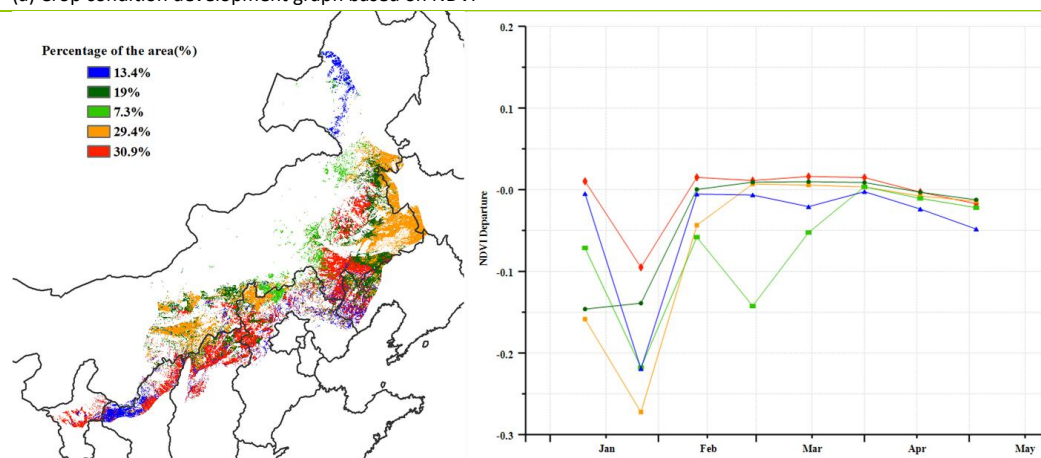 (a) Crop condition development graph based on NDVI
Percentage of the area(%)
13.4%
19%
7.3%
29.4%
30.9%
-0.2
0.1
-0.0
-0.1
-0.2
-0.3
NDVI Departure
Jan
Feb
Mar
Apr
May